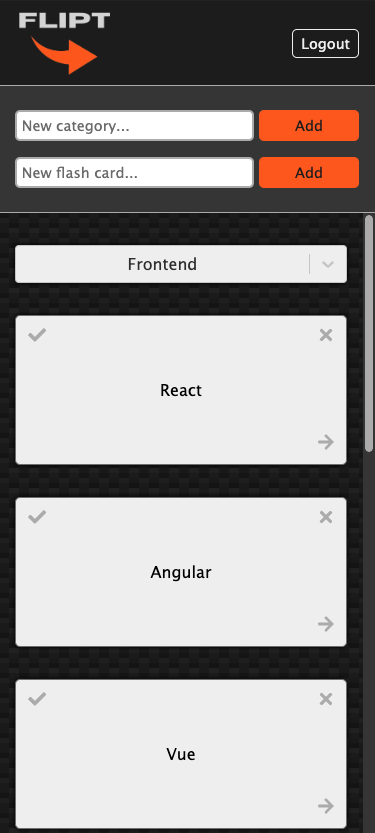 FLIPT
Logout
New category...
Add
New flash card...
Add
Frontend
React
Angular
Vue